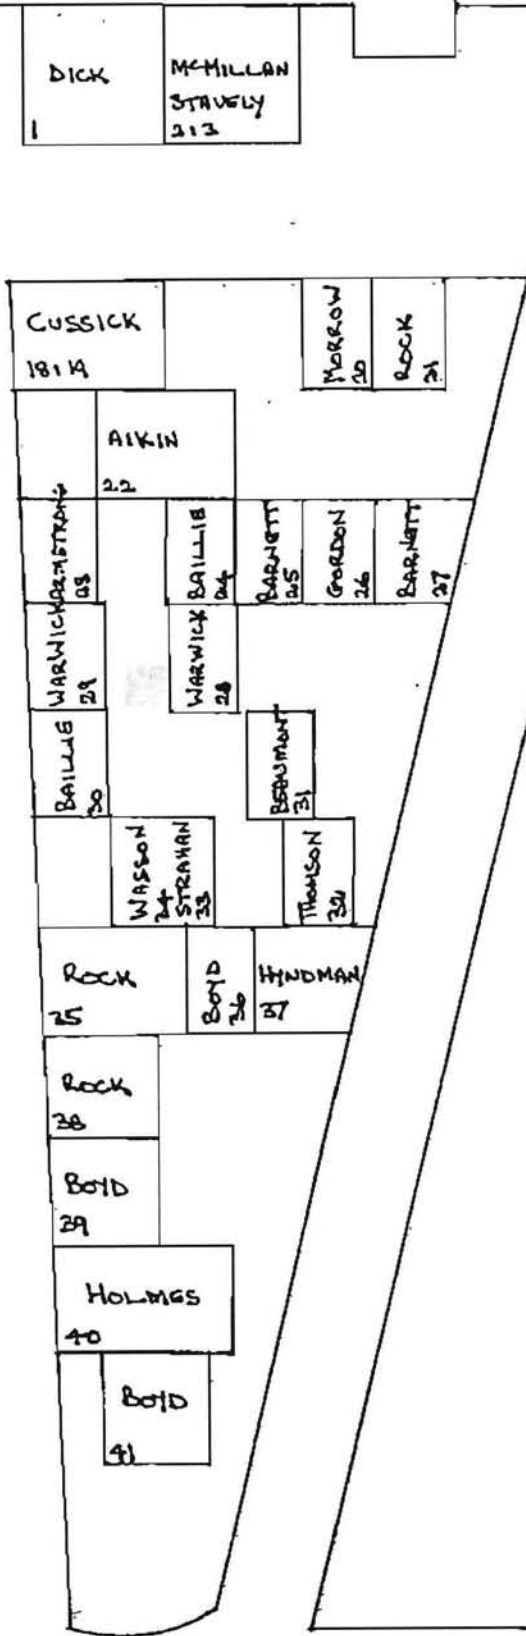 DICK
1
McMILLAN
STAVELY
2&3
CUSSICK
18&19
MORROW
20
ROCK
21
AIKIN
22
ARMSTRONG
23
BAILLIE
24
BARNETT
25
GORDON
26
BARNETT
27
WARWICK
29
WARWICK
28
BAILLIE
30
BEAUMONT
31
WASSON
34
STRAHAN
33
THOMSON
32
ROCK
35
BOYD
36
HYNDMAN
37
ROCK
38
BOYD
39
HOLMES
40
BOYD
41